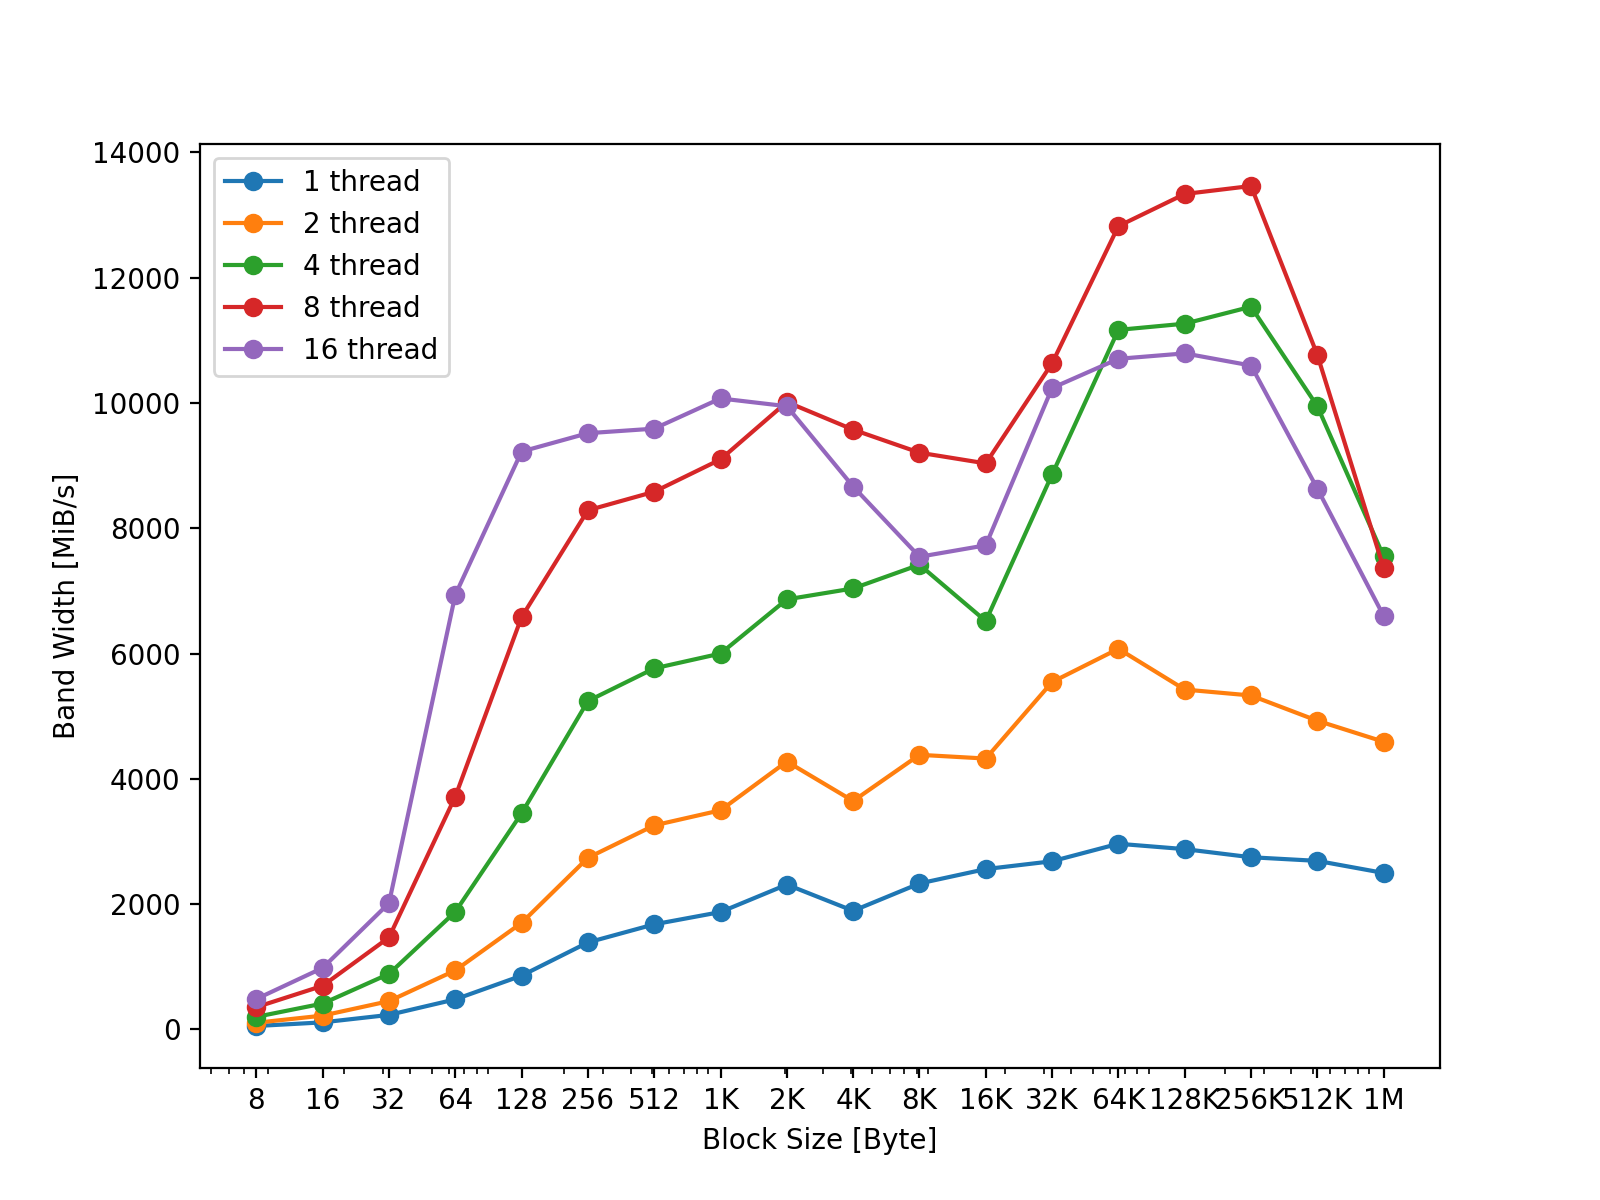 14000
12000
10000
8000
6000
4000
2000
0
Band Width [MiB/s]
1 thread
2 thread
4 thread
8 thread
16 thread
8 16 32 64 128 256 512 1K 2K 4K 8K 16K 32K 64K 128K 256K 512K 1M
Block Size [Byte]